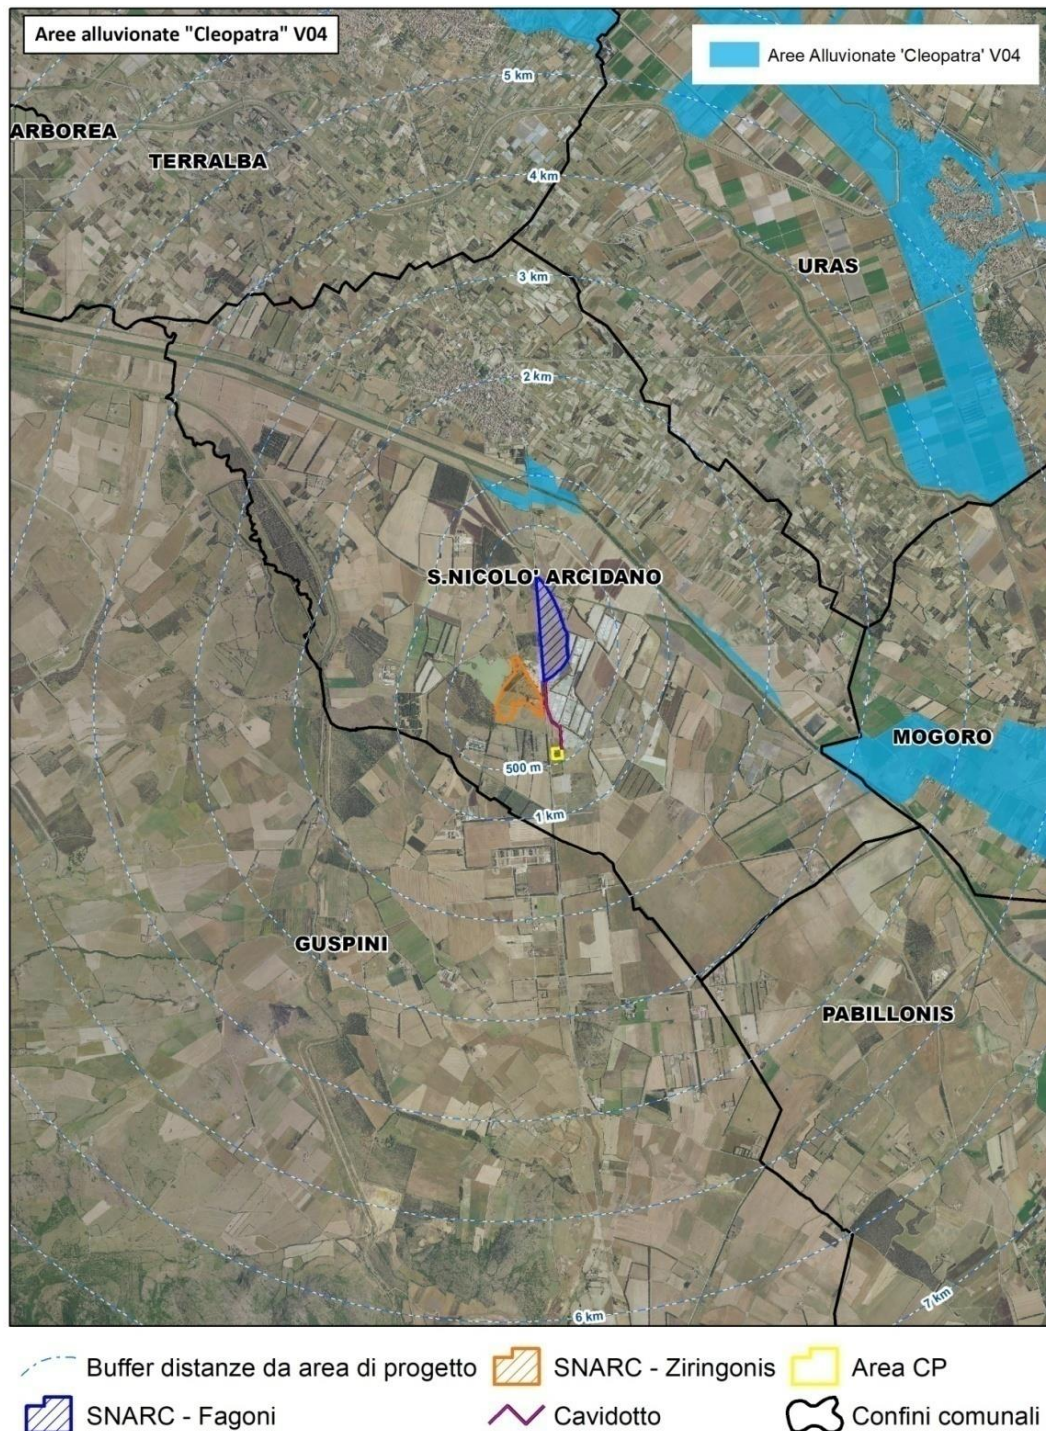 Aree alluvionate "Cleopatra" V04
Aree Alluvionate 'Cleopatra' V04
5 km
ARBOREA
TERRALBA
4 km
URAS
3 km
2 km
S.NICOLO' ARCIDANO
MOGORO
500 m
1 km
GUSPINI
PABILLONIS
7 km
6 km
Buffer distanze da area di progetto
SNARC - Ziringonis
Area CP
SNARC - Fagoni
Cavidotto
Confini comunali